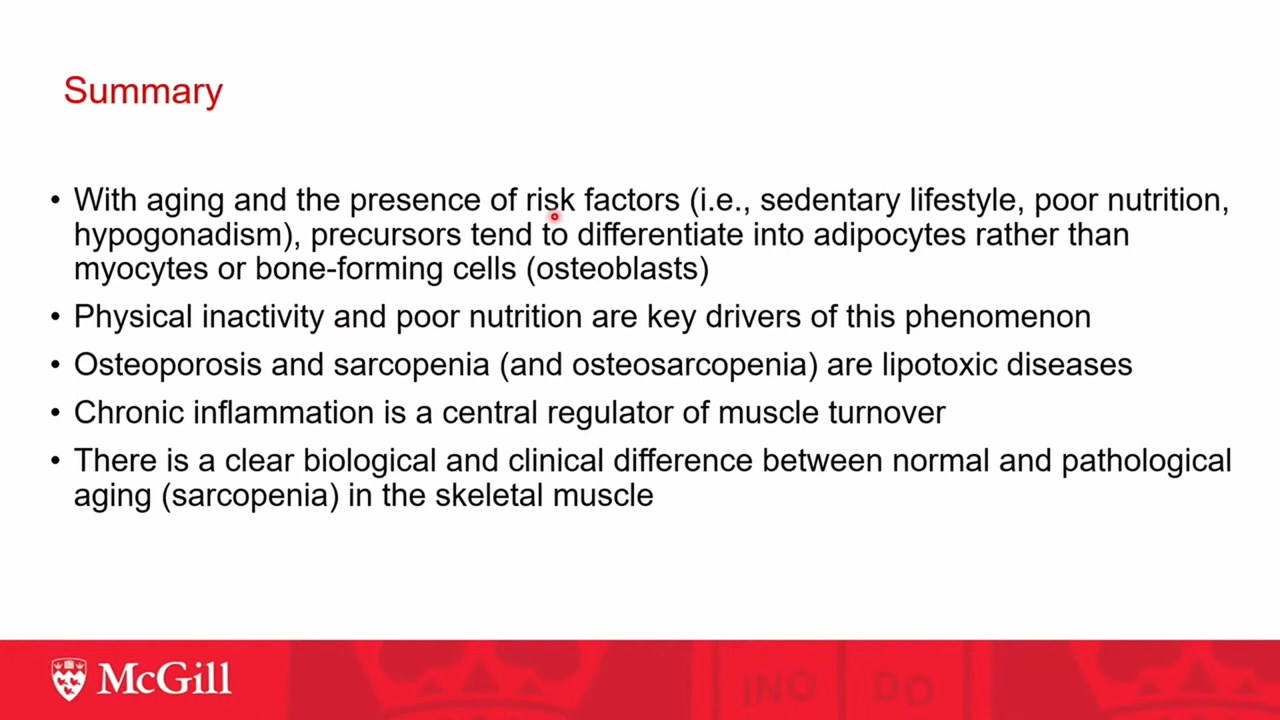 Summary
• With aging and the presence of risk factors (i.e., sedentary lifestyle, poor nutrition,
hypogonadism), precursors tend to differentiate into adipocytes rather than
myocytes or bone-forming cells (osteoblasts)
• Physical inactivity and poor nutrition are key drivers of this phenomenon
• Osteoporosis and sarcopenia (and osteosarcopenia) are lipotoxic diseases
• Chronic inflammation is a central regulator of muscle turnover
• There is a clear biological and clinical difference between normal and pathological
aging (sarcopenia) in the skeletal muscle
McGill
INO DO